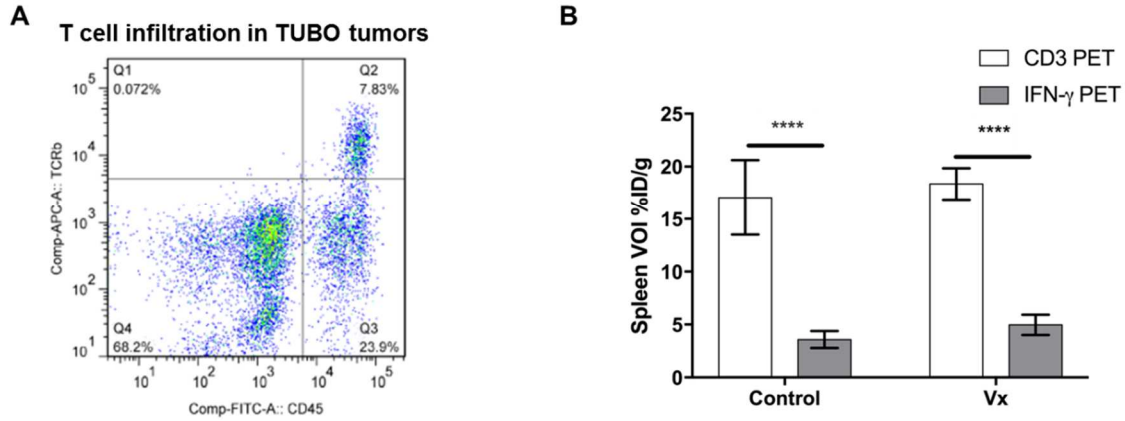 A
T cell infiltration in TUBO tumors
Q1
0.072%
Q2
7.83%
Q4
68.2%
Q3
23.9%
10^5
10^4
10^3
10^2
10^1
Comp-APC-A:: TCRb
10^1 10^2 10^3 10^4 10^5
Comp-FITC-A:: CD45
B
CD3 PET
IFN-γ PET
Spleen VOI %ID/g
25
20
15
10
5
0
****
****
Control
Vx